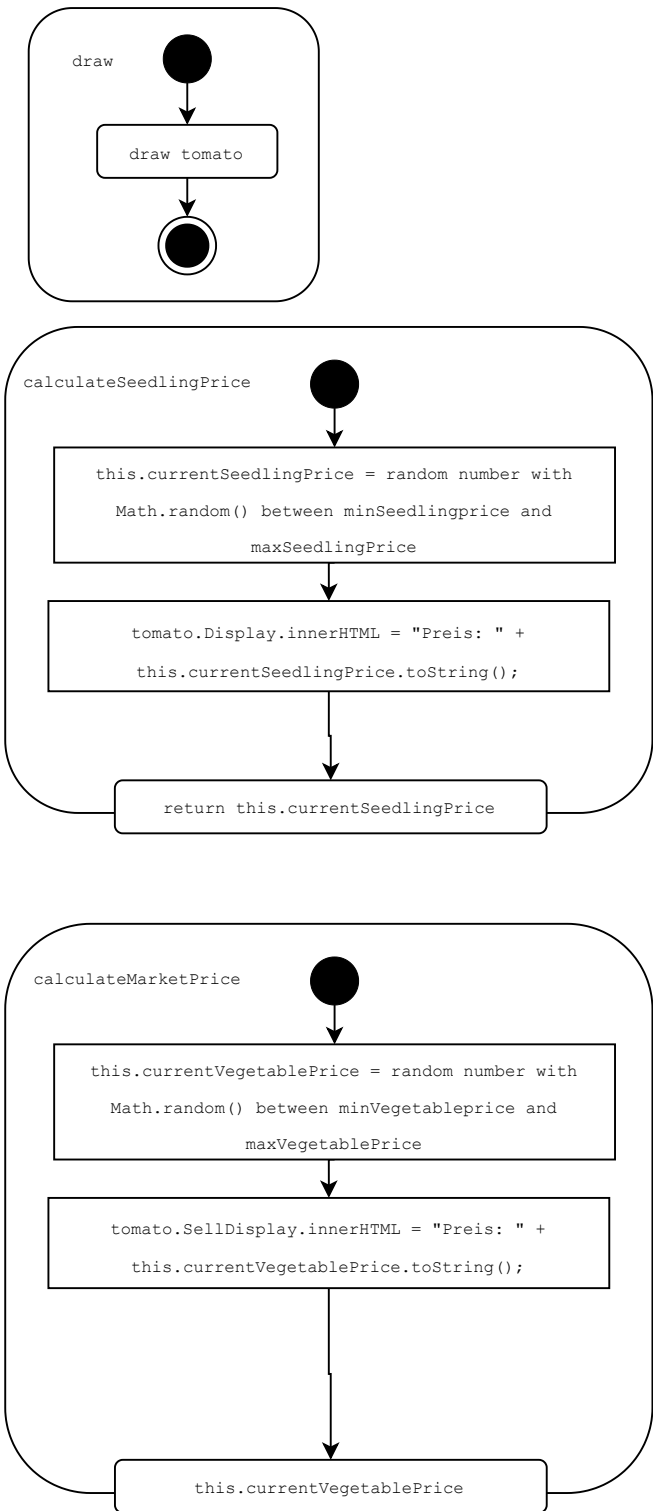 draw
draw tomato
calculateSeedlingPrice
this.currentSeedlingPrice = random number with
Math.random() between minSeedlingprice and
maxSeedlingPrice
tomato.Display.innerHTML = "Preis: " +
this.currentSeedlingPrice.toString();
return this.currentSeedlingPrice
calculateMarketPrice
this.currentVegetablePrice = random number with
Math.random() between minVegetableprice and
maxVegetablePrice
tomato.SellDisplay.innerHTML = "Preis: " +
this.currentVegetablePrice.toString();
this.currentVegetablePrice